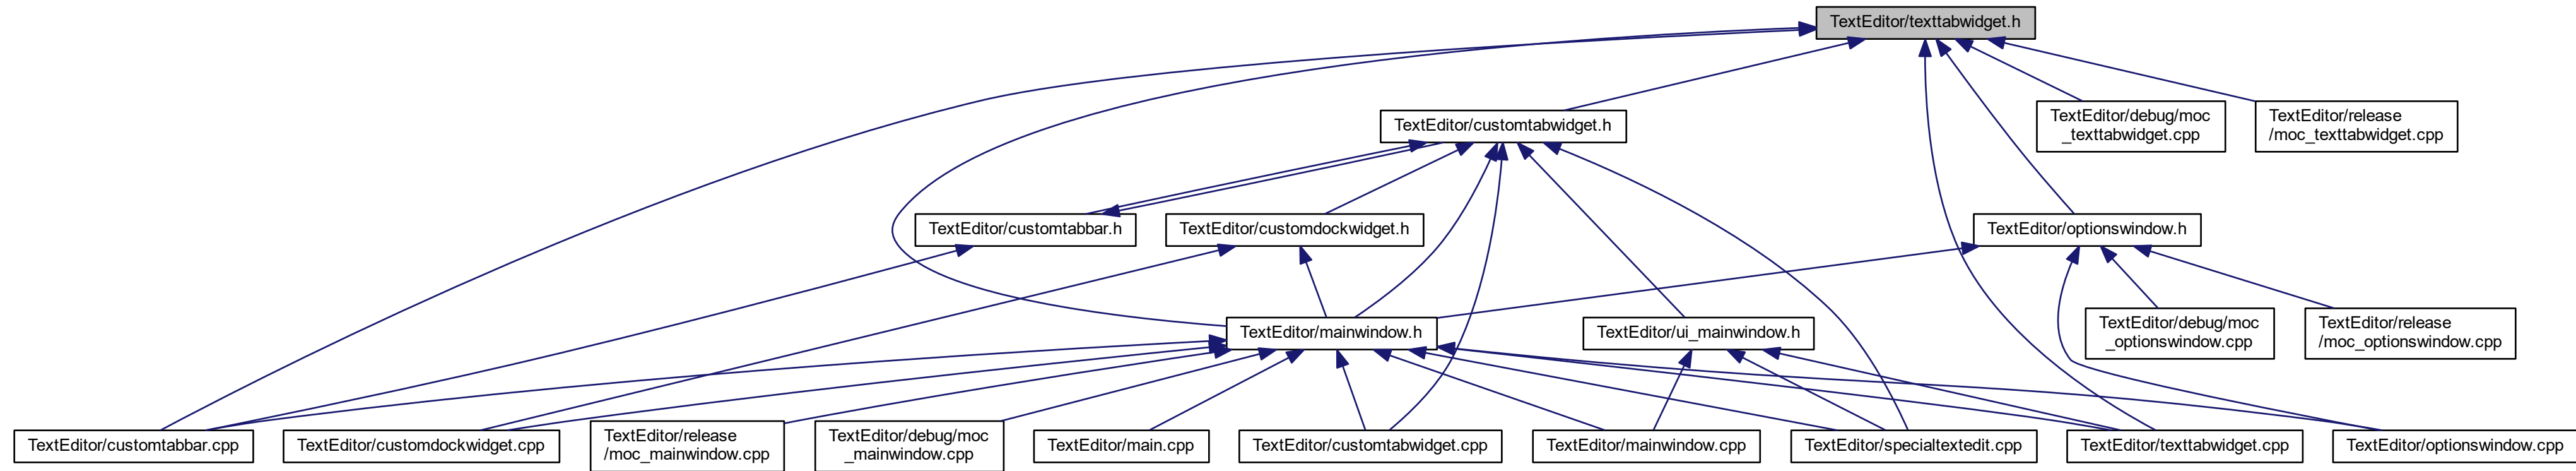 TextEditor/texttabwidget.h
TextEditor/customtabwidget.h
TextEditor/debug/moc
_texttabwidget.cpp
TextEditor/release
/moc_texttabwidget.cpp
TextEditor/customtabbar.h
TextEditor/customdockwidget.h
TextEditor/optionswindow.h
TextEditor/mainwindow.h
TextEditor/ui_mainwindow.h
TextEditor/debug/moc
_optionswindow.cpp
TextEditor/release
/moc_optionswindow.cpp
TextEditor/customtabbar.cpp
TextEditor/customdockwidget.cpp
TextEditor/release
/moc_mainwindow.cpp
TextEditor/debug/moc
_mainwindow.cpp
TextEditor/main.cpp
TextEditor/customtabwidget.cpp
TextEditor/mainwindow.cpp
TextEditor/specialtextedit.cpp
TextEditor/texttabwidget.cpp
TextEditor/optionswindow.cpp